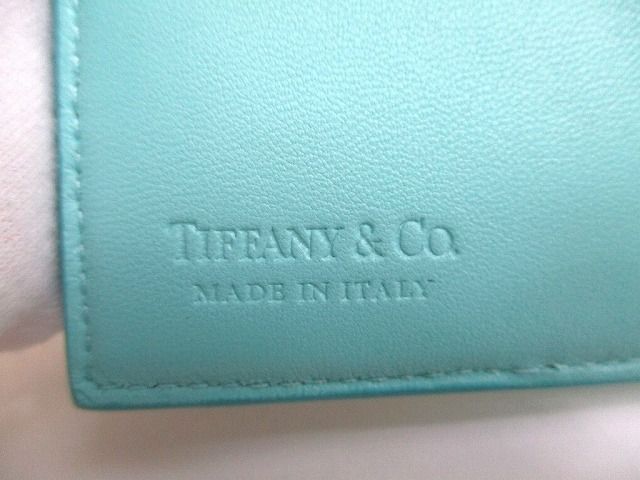 TIFFANY & CO.
MADE IN ITALY